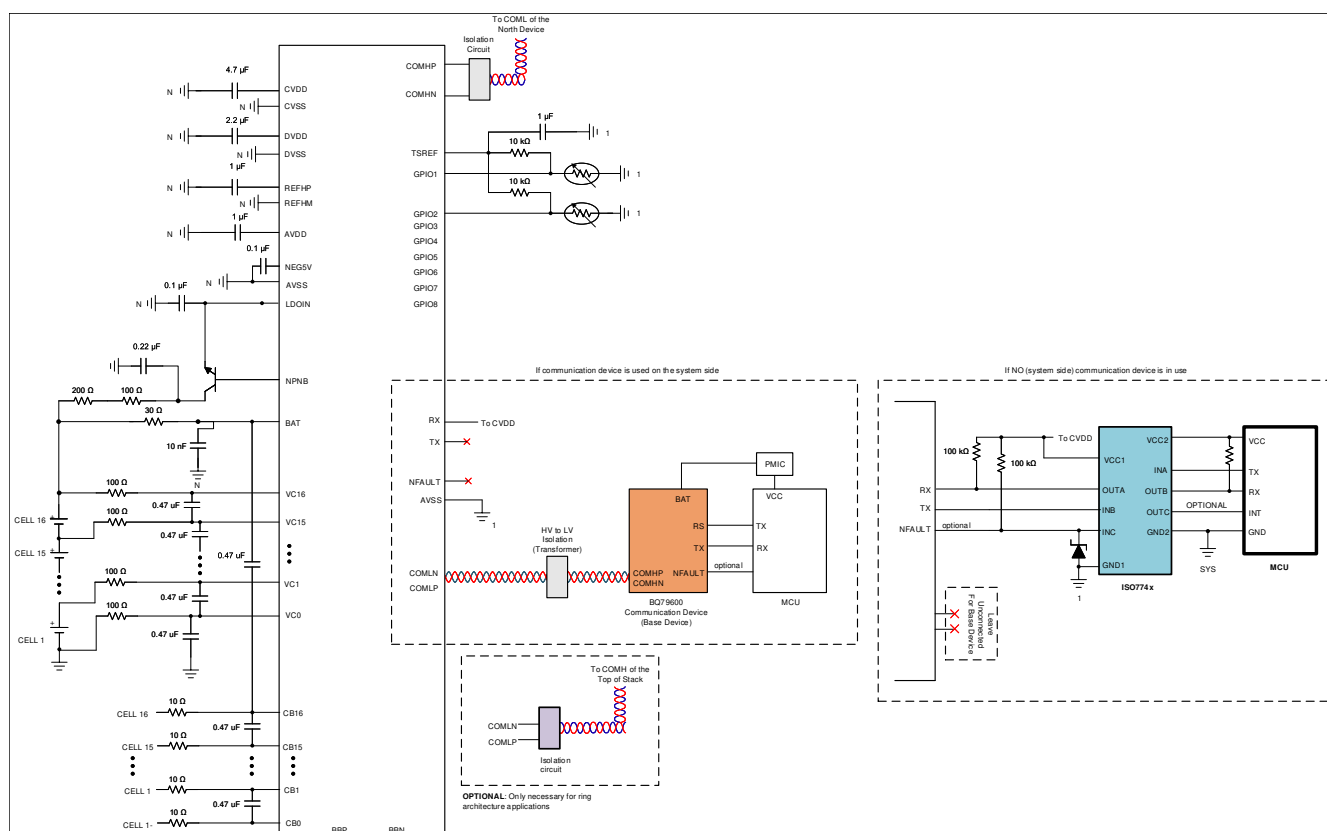 To COML of the
North Device
Isolation
Circuit
COMHP
COMHN
4.7 µF
N
CVDD
N
CVSS
2.2 µF
N
DVDD
N
DVSS
1 µF
N
REFHP
N
REFHM
1 µF
N
AVDD
0.1 µF
NEG5V
N
AVSS
0.1 µF
N
LDOIN
0.22 µF
NPNB
200 Ω
100 Ω
30 Ω
BAT
10 nF
N
100 Ω
VC16
0.47 uF
100 Ω
VC15
CELL 16
+
0.47 uF
CELL 15
+
0.47 uF
100 Ω
VC1
0.47 uF
100 Ω
VC0
+
CELL 1
0.47 uF
10 Ω
CELL 16
CB16
0.47 uF
10 Ω
CELL 15
CB15
10 Ω
CELL 1
CB1
0.47 uF
10 Ω
CELL 1-
CB0
BBP
BBN
1 µF
1
10 kΩ
TSREF
GPIO1
1
10 kΩ
GPIO2
1
GPIO3
GPIO4
GPIO5
GPIO6
GPIO7
GPIO8
If communication device is used on the system side
RX
To CVDD
TX
NFAULT
AVSS
1
HV to LV
Isolation
(Transformer)
COMLN
COMLP
BAT
RS
TX
NFAULT
COMHP
COMHN
BQ79600
Communication Device
(Base Device)
optional
PMIC
VCC
TX
RX
MCU
To COMH of the
Top of Stack
COMLN
COMLP
Isolation
circuit
OPTIONAL: Only necessary for ring
architecture applications
If NO (system side) communication device is in use
To CVDD
100 kΩ
100 kΩ
RX
TX
NFAULT
optional
1
VCC1
OUTA
INB
INC
GND1
VCC2
INA
OUTB
OUTC
GND2
ISO774x
OPTIONAL
SYS
VCC
TX
RX
INT
GND
MCU
Leave
Unconnected
For Base Device